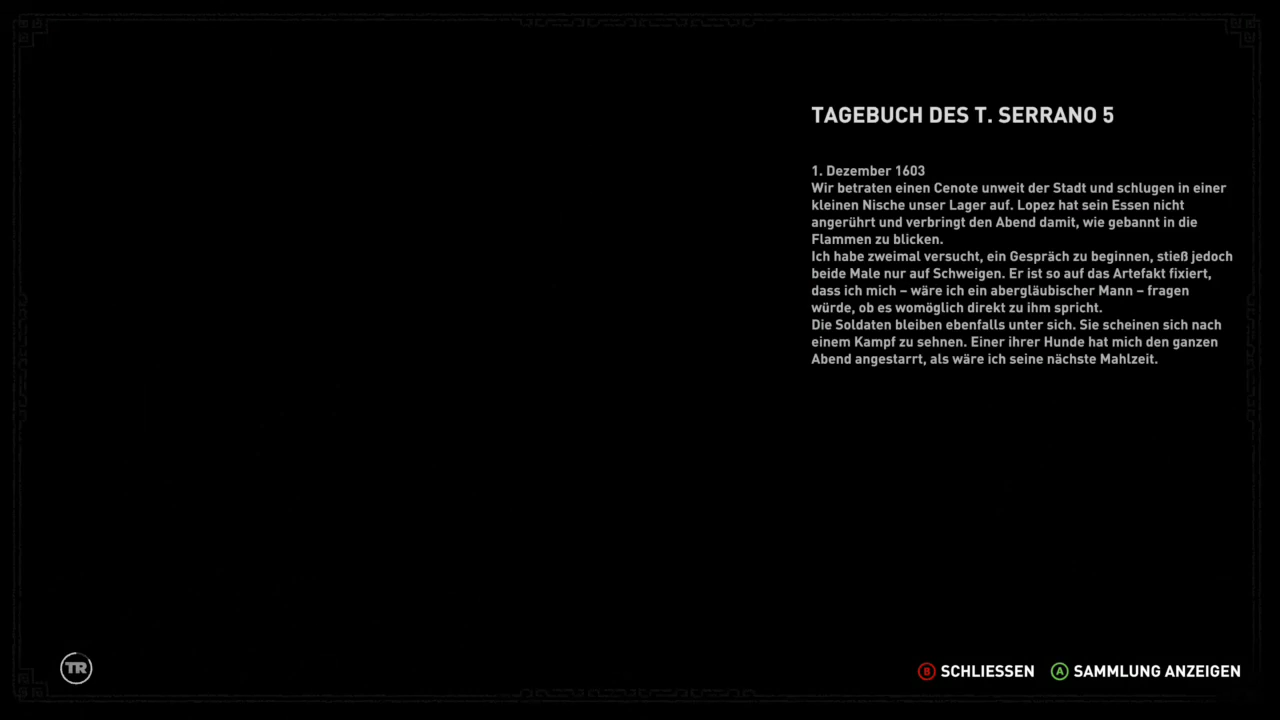 TAGEBUCH DES T. SERRANO 5
1. Dezember 1603
Wir betraten einen Cenote unweit der Stadt und schlugen in einer
kleinen Nische unser Lager auf. Lopez hat sein Essen nicht
angerührt und verbringt den Abend damit, wie gebannt in die
Flammen zu blicken.
Ich habe zweimal versucht, ein Gespräch zu beginnen, stieß jedoch
beide Male nur auf Schweigen. Er ist so auf das Artefakt fixiert,
dass ich mich – wäre ich ein abergläubischer Mann – fragen
würde, ob es womöglich direkt zu ihm spricht.
Die Soldaten bleiben ebenfalls unter sich. Sie scheinen sich nach
einem Kampf zu sehnen. Einer ihrer Hunde hat mich den ganzen
Abend angestarrt, als wäre ich seine nächste Mahlzeit.
TR
B SCHLIESSEN A SAMMLUNG ANZEIGEN